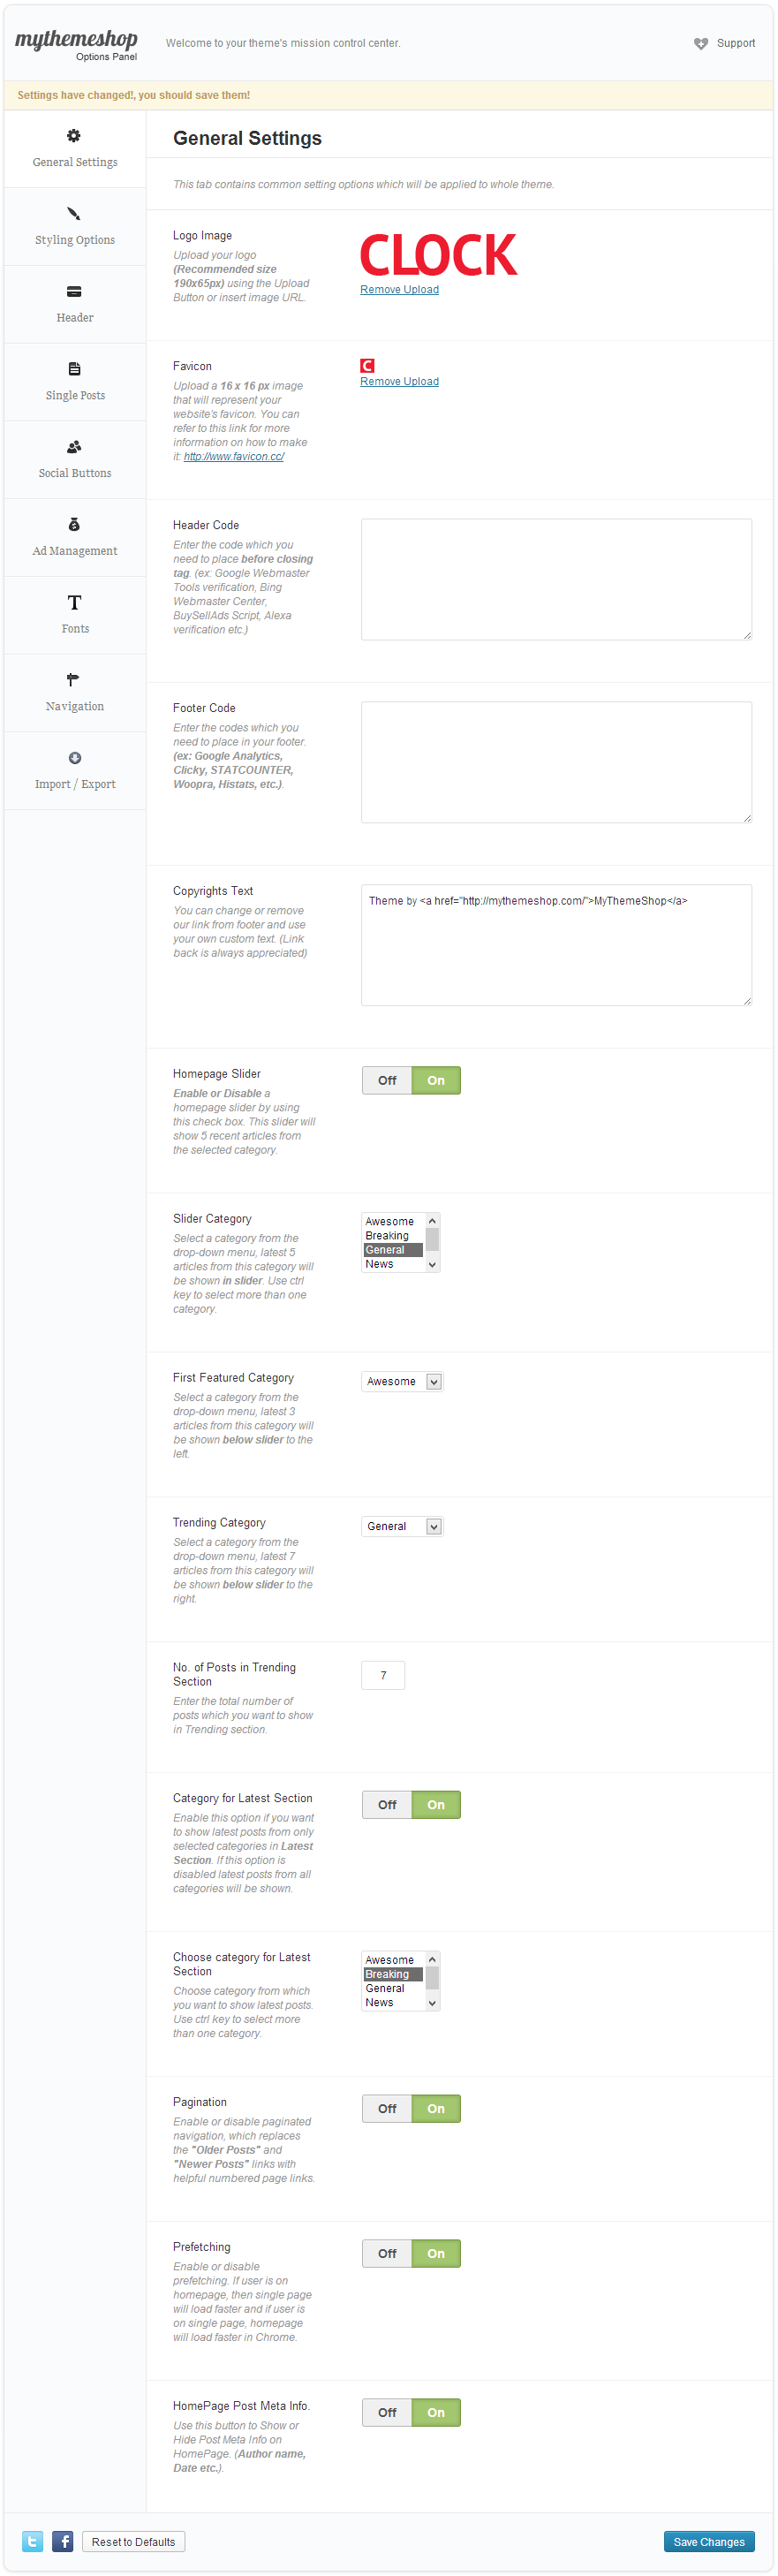 mythemeshop
Options Panel
Welcome to your theme's mission control center.
Support
Settings have changed!, you should save them!
General Settings
Styling Options
Header
Single Posts
Social Buttons
Ad Management
Fonts
Navigation
Import / Export
General Settings
This tab contains common setting options which will be applied to whole theme.
Logo Image
Upload your logo
(Recommended size
190x65px) using the Upload
Button or insert image URL.
CLOCK
Remove Upload
Favicon
Upload a 16 x 16 px image
that will represent your
website's favicon. You can
refer to this link for more
information on how to make
it: http://www.favicon.cc/
C
Remove Upload
Header Code
Enter the code which you
need to place before closing
tag. (ex: Google Webmaster
Tools verification, Bing
Webmaster Center,
BuySellAds Script, Alexa
verification etc.)
Footer Code
Enter the codes which you
need to place in your footer.
(ex: Google Analytics,
Clicky, STATCOUNTER,
Woopra, Histats, etc.).
Copyrights Text
You can change or remove
our link from footer and use
your own custom text. (Link
back is always appreciated)
Theme by <a href="http://mythemeshop.com/">MyThemeShop</a>
Homepage Slider
Enable or Disable a
homepage slider by using
this check box. This slider will
show 5 recent articles from
the selected category.
Off On
Slider Category
Select a category from the
drop-down menu, latest 5
articles from this category will
be shown in slider. Use ctrl
key to select more than one
category.
Awesome
Breaking
General
News
First Featured Category
Select a category from the
drop-down menu, latest 3
articles from this category will
be shown below slider to the
left.
Awesome
Trending Category
Select a category from the
drop-down menu, latest 7
articles from this category will
be shown below slider to the
right.
General
No. of Posts in Trending
Section
Enter the total number of
posts which you want to show
in Trending section.
7
Category for Latest Section
Enable this option if you want
to show latest posts from only
selected categories in Latest
Section. If this option is
disabled latest posts from all
categories will be shown.
Off On
Choose category for Latest
Section
Choose category from which
you want to show latest posts.
Use ctrl key to select more
than one category.
Awesome
Breaking
General
News
Pagination
Enable or disable paginated
navigation, which replaces
the "Older Posts" and
"Newer Posts" links with
helpful numbered page links.
Off On
Prefetching
Enable or disable
prefetching. If user is on
homepage, then single page
will load faster and if user is
on single page, homepage
will load faster in Chrome.
Off On
HomePage Post Meta Info.
Use this button to Show or
Hide Post Meta Info on
HomePage. (Author name,
Date etc.).
Off On
Reset to Defaults
Save Changes